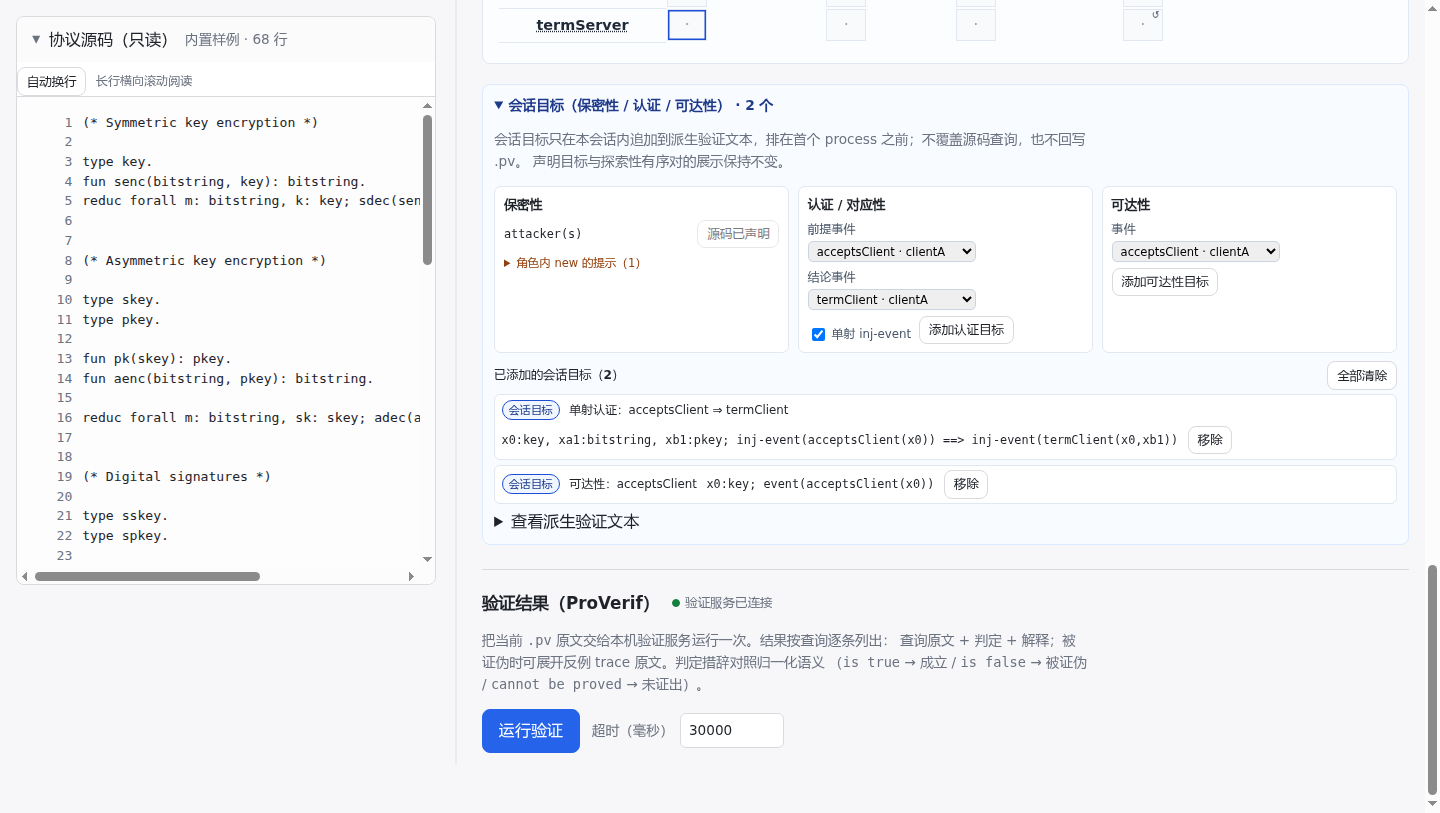 ▼ 协议源码（只读） 内置样例 · 68 行
自动换行 长行横向滚动阅读
1 (* Symmetric key encryption *)
2
3 type key.
4 fun senc(bitstring, key): bitstring.
5 reduc forall m: bitstring, k: key; sdec(sen
6
7
8 (* Asymmetric key encryption *)
9
10 type skey.
11 type pkey.
12
13 fun pk(skey): pkey.
14 fun aenc(bitstring, pkey): bitstring.
15
16 reduc forall m: bitstring, sk: skey; adec(a
17
18
19 (* Digital signatures *)
20
21 type sskey.
22 type spkey.
23
termServer · · · · ↺
▼ 会话目标（保密性 / 认证 / 可达性） · 2 个
会话目标只在本会话内追加到派生验证文本，排在首个 process 之前；不覆盖源码查询，也不回写
.pv。 声明目标与探索性有序对的展示保持不变。
保密性
attacker(s) 源码已声明
▶ 角色内 new 的提示（1）
认证 / 对应性
前提事件
acceptsClient · clientA
结论事件
termClient · clientA
单射 inj-event 添加认证目标
可达性
事件
acceptsClient · clientA
添加可达性目标
已添加的会话目标（2） 全部清除
会话目标 单射认证：acceptsClient ⇒ termClient
x0:key, xa1:bitstring, xb1:pkey; inj-event(acceptsClient(x0)) ==> inj-event(termClient(x0,xb1)) 移除
会话目标 可达性：acceptsClient x0:key; event(acceptsClient(x0)) 移除
▶ 查看派生验证文本
验证结果（ProVerif） 验证服务已连接
把当前 .pv 原文交给本机验证服务运行一次。结果按查询逐条列出： 查询原文 + 判定 + 解释；被
证伪时可展开反例 trace 原文。判定措辞对照归一化语义 （is true → 成立 / is false → 被证伪
/ cannot be proved → 未证出）。
运行验证 超时（毫秒） 30000